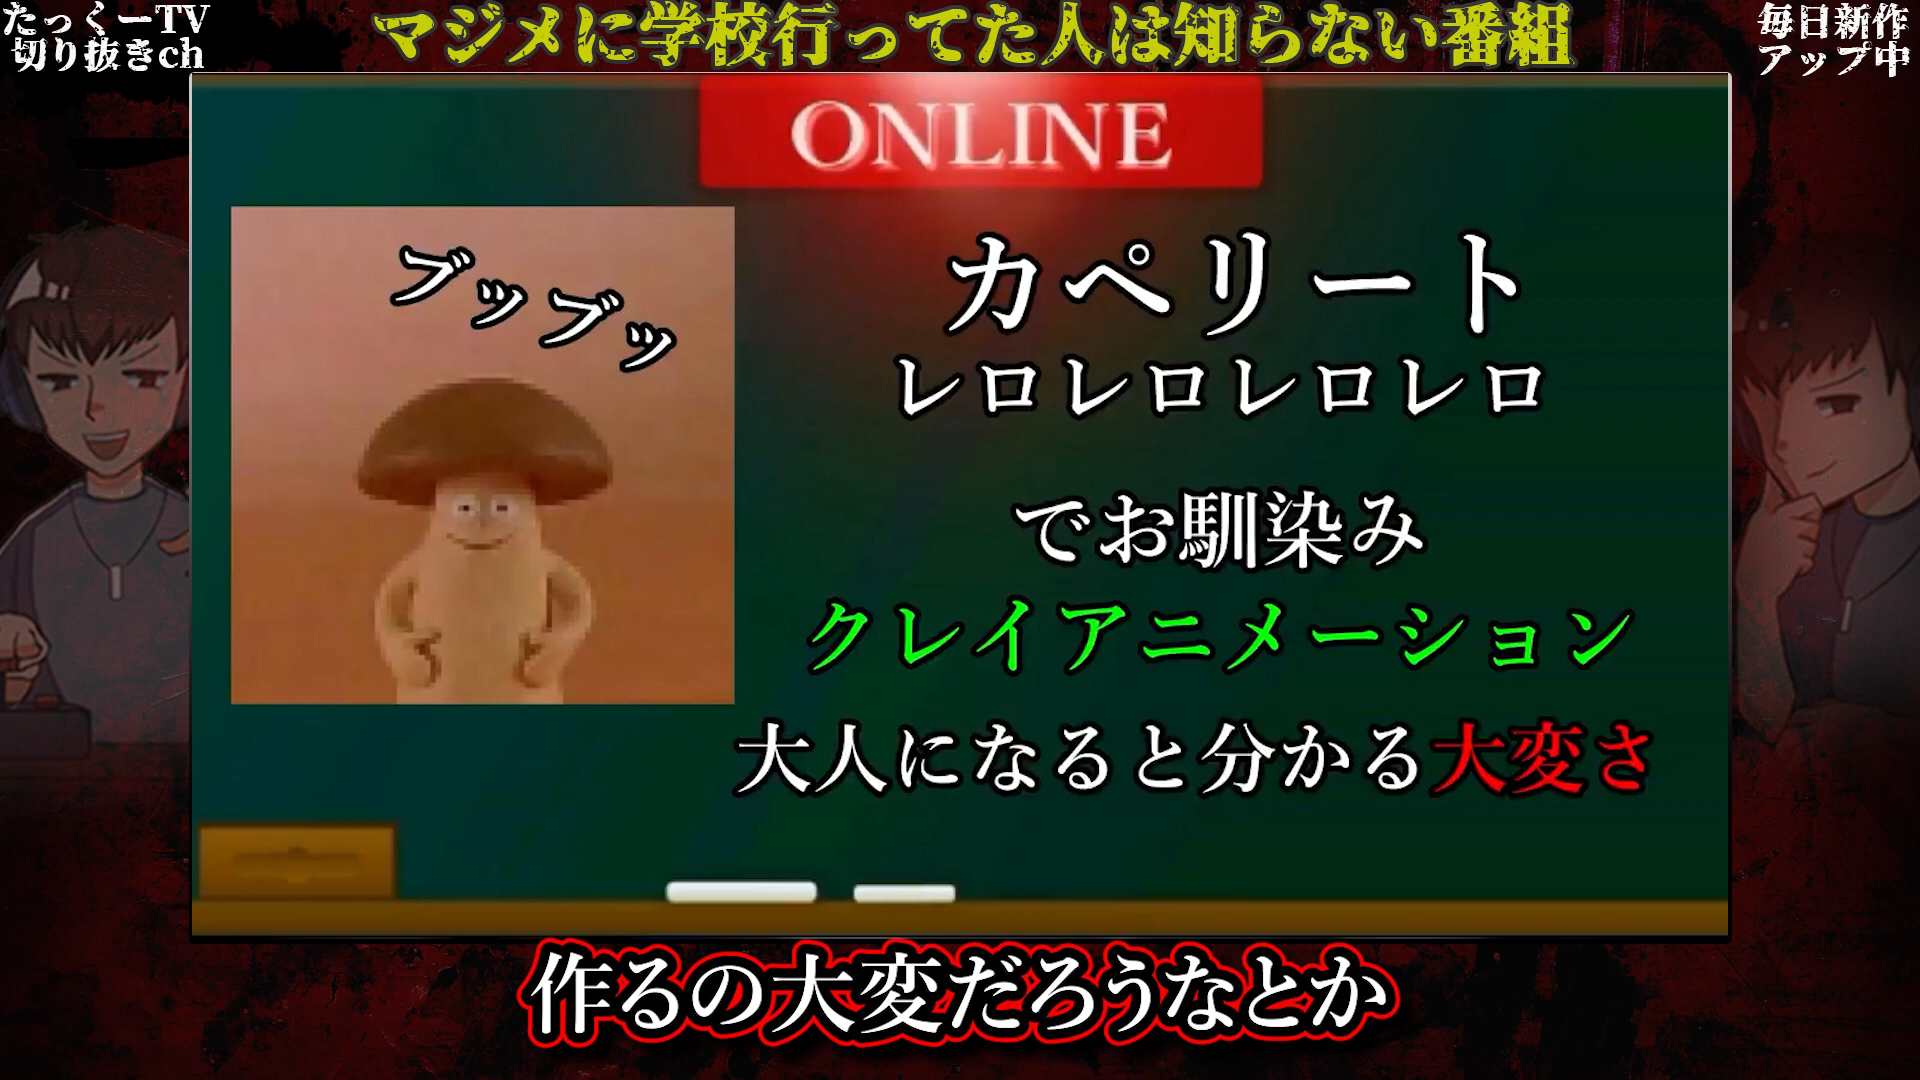 たっくーTV
切り抜きch
マジメに学校行ってた人は知らない番組
毎日新作
アップ中
ONLINE
ブッブッ
カペリート
レロレロレロレロ
でお馴染み
クレイアニメーション
大人になると分かる大変さ
作るの大変だろうなとか